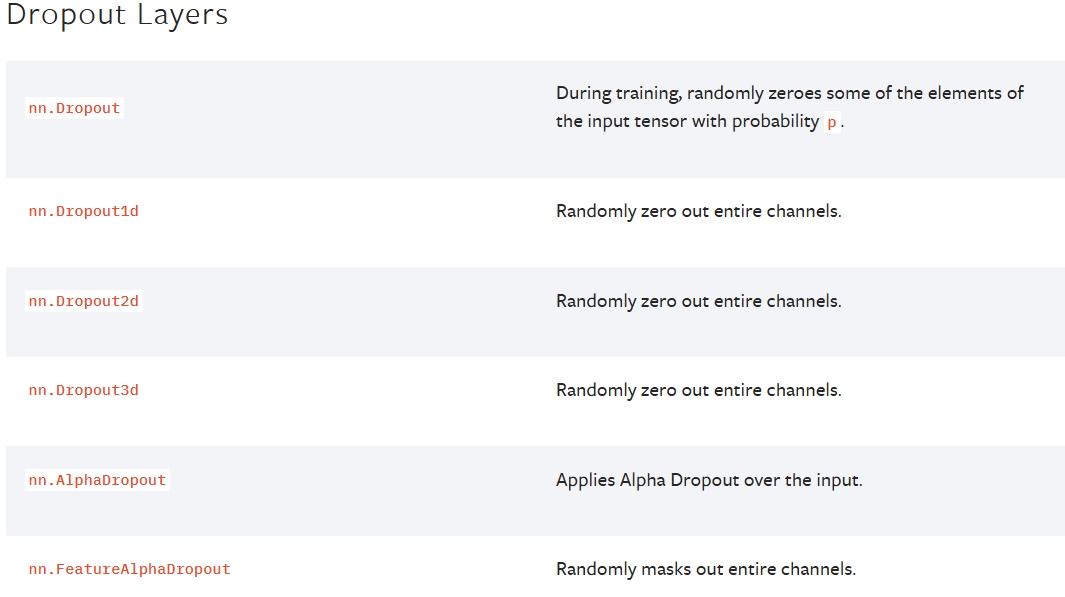 Dropout Layers
nn.Dropout
During training, randomly zeroes some of the elements of
the input tensor with probability p.
nn.Dropout1d
Randomly zero out entire channels.
nn.Dropout2d
Randomly zero out entire channels.
nn.Dropout3d
Randomly zero out entire channels.
nn.AlphaDropout
Applies Alpha Dropout over the input.
nn.FeatureAlphaDropout
Randomly masks out entire channels.